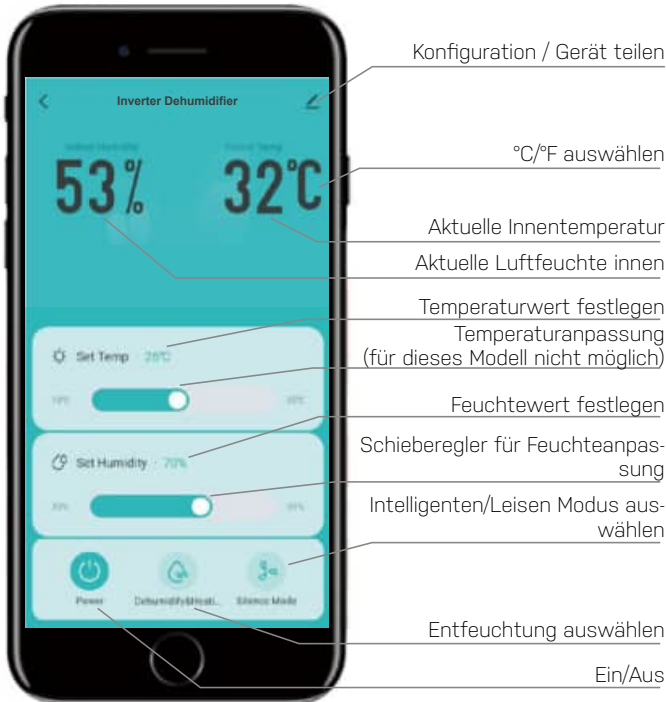 Konfiguration / Gerät teilen
Inverter Dehumidifier
°C/°F auswählen
53%
32°C
Aktuelle Innentemperatur
Aktuelle Luftfeuchte innen
Temperaturwert festlegen
Temperaturanpassung
(für dieses Modell nicht möglich)
Set Temp · 26°C
Feuchtewert festlegen
Schieberegler für Feuchteanpas-
sung
Set Humidity · 70%
Intelligenten/Leisen Modus aus-
wählen
Power
Silence Mode
Entfeuchtung auswählen
Ein/Aus